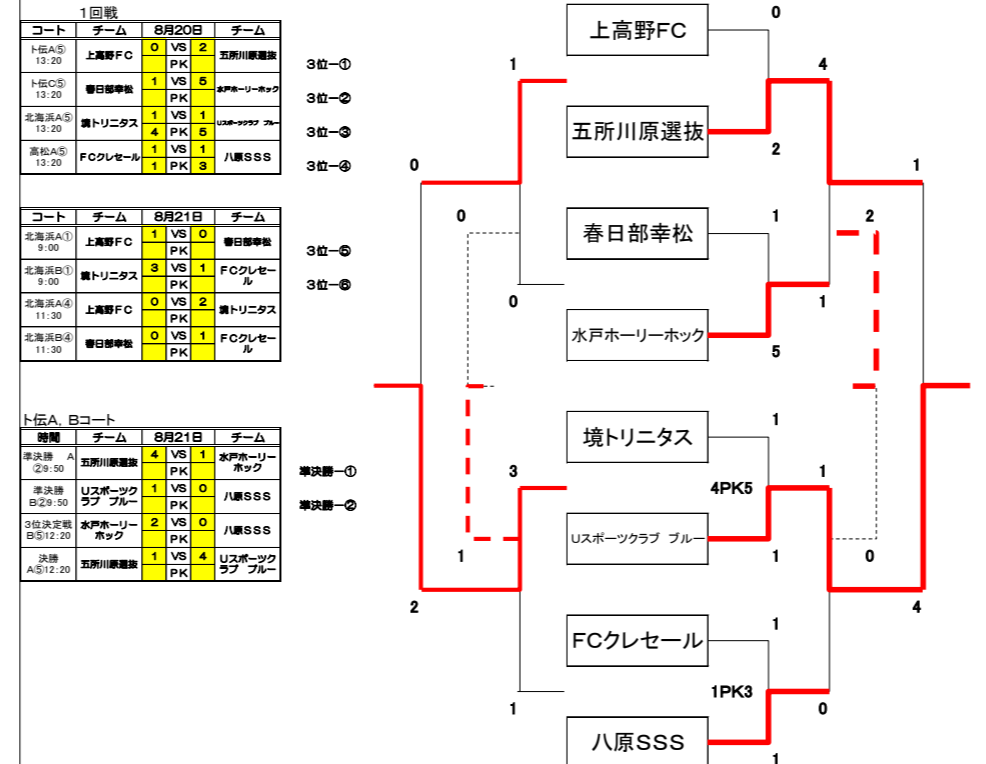 1回戦
コート チーム 8月20日 チーム
ト伝A⑤ 13:20 上高野FC 0 VS 2 五所川原選抜
PK
ト伝C⑤ 13:20 春日部幸松 1 VS 5 水戸ホーリーホック
PK
北海浜A⑤ 13:20 境トリニタス 1 VS 1 Uスポーツクラブ ブルー
4 PK 5
高松A⑤ 13:20 FCクレセール 1 VS 1 八原SSS
1 PK 3
3位ー①
3位ー②
3位ー③
3位ー④
コート チーム 8月21日 チーム
北海浜A① 9:00 上高野FC 1 VS 0 春日部幸松
PK
北海浜B① 9:00 境トリニタス 3 VS 1 FCクレセール
PK
北海浜A④ 11:30 上高野FC 0 VS 2 境トリニタス
PK
北海浜B④ 11:30 春日部幸松 0 VS 1 FCクレセール
PK
3位ー⑤
3位ー⑥
ト伝A，Bコート
時間 チーム 8月21日 チーム
準決勝 A②9:50 五所川原選抜 4 VS 1 水戸ホーリーホック
PK
準決勝 B②9:50 Uスポーツクラブ ブルー 1 VS 0 八原SSS
PK
3位決定戦 B⑤12:20 水戸ホーリーホック 2 VS 0 八原SSS
PK
決勝 A⑤12:20 五所川原選抜 1 VS 4 Uスポーツクラブ ブルー
PK
準決勝ー①
準決勝ー②
上高野FC 0
1 4
五所川原選抜
2
0 1
0 春日部幸松 1 2
0 1
水戸ホーリーホック
5
境トリニタス 1
3 1
4PK5
Uスポーツクラブ ブルー
1 1 0
2 4
FCクレセール 1
1PK3
1 0
八原SSS
1